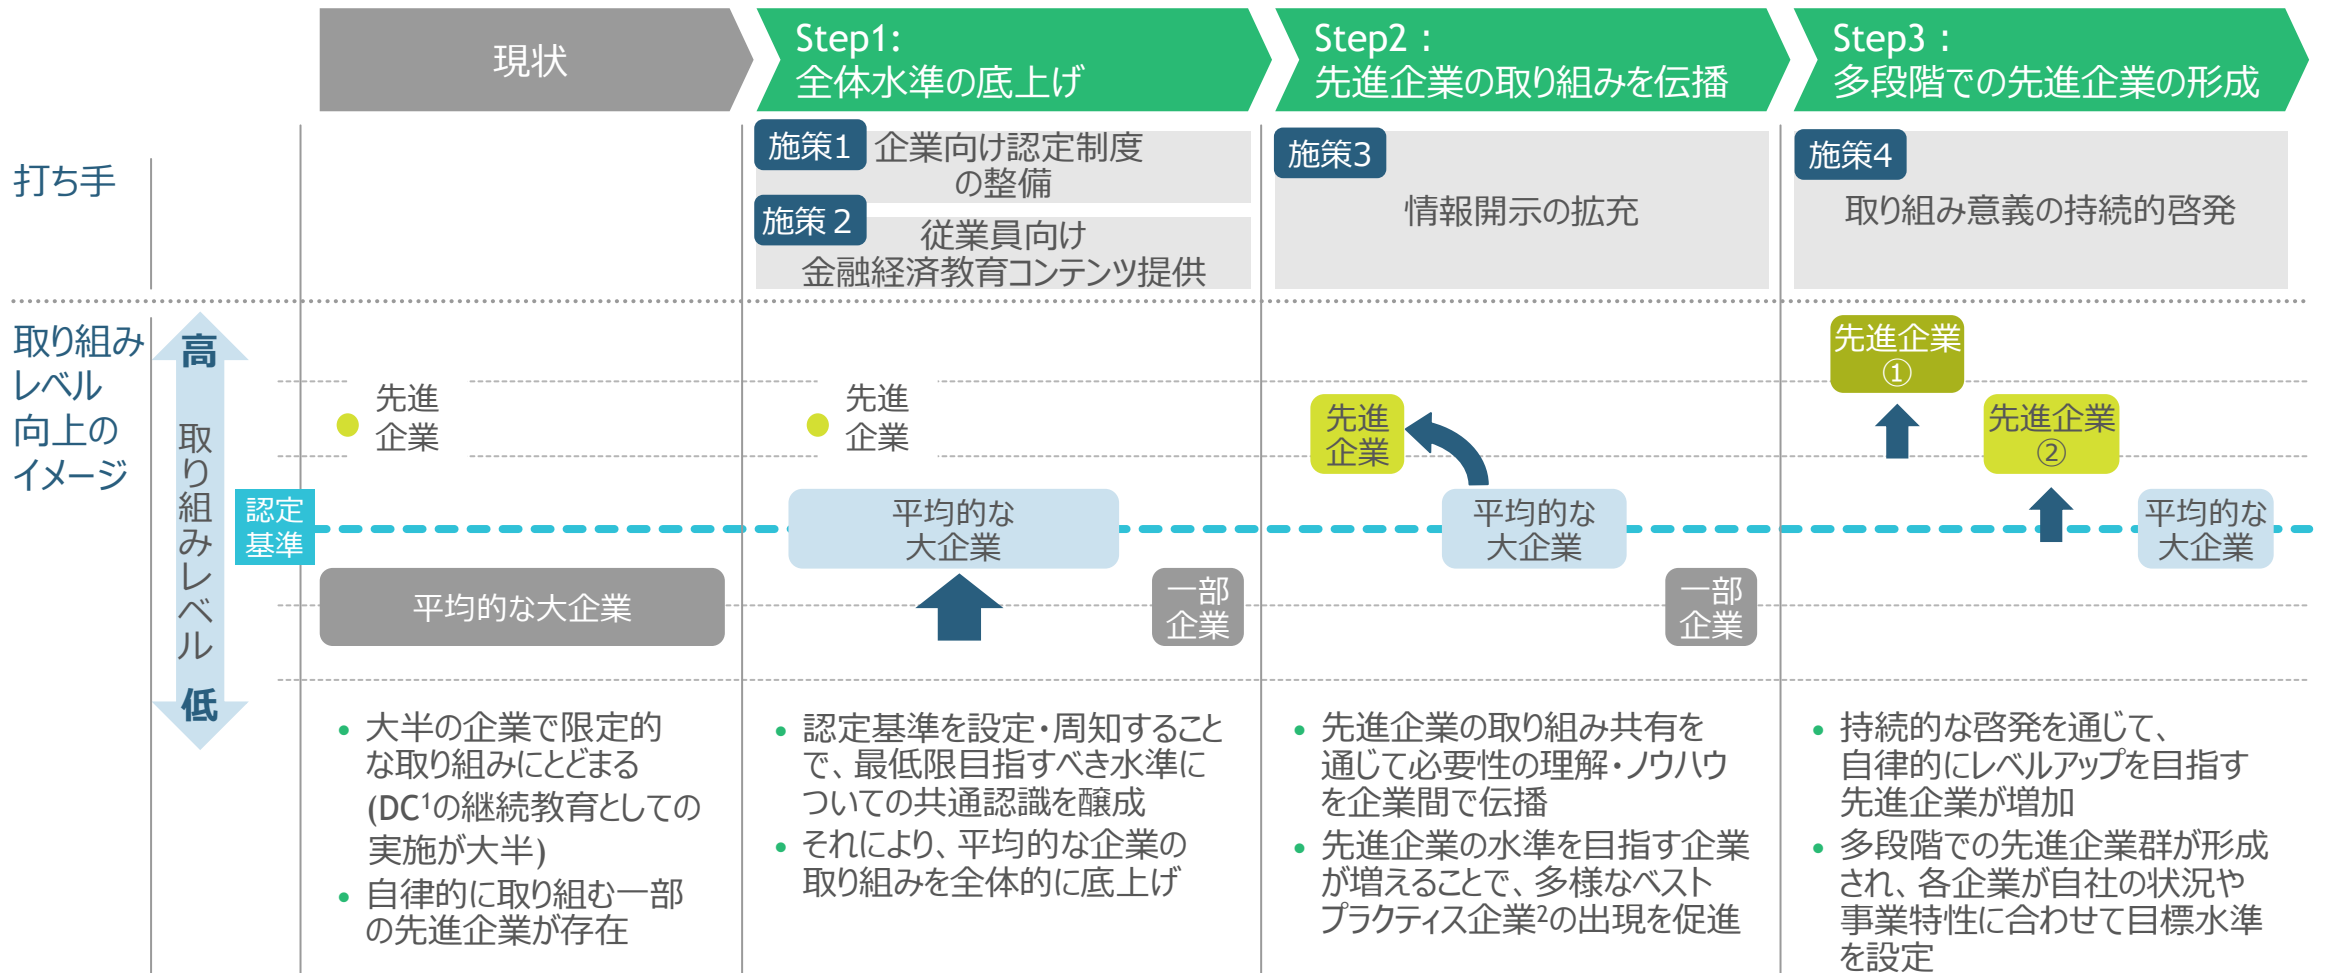 現状
Step1:
全体水準の底上げ
Step2：
先進企業の取り組みを伝播
Step3：
多段階での先進企業の形成
打ち手
施策1
企業向け認定制度
の整備
施策２
従業員向け
金融経済教育コンテンツ提供
施策3
情報開示の拡充
施策4
取り組み意義の持続的啓発
取り組み
レベル
向上の
イメージ
高
取り組みレベル
低
認定
基準
先進
企業
平均的な大企業
先進
企業
平均的な
大企業
一部
企業
先進
企業
平均的な
大企業
一部
企業
先進企業
①
先進企業
②
平均的な
大企業
• 大半の企業で限定的
な取り組みにとどまる
(DC¹の継続教育としての
実施が大半)
• 自律的に取り組む一部
の先進企業が存在
• 認定基準を設定・周知すること
で、最低限目指すべき水準に
ついての共通認識を醸成
• それにより、平均的な企業の
取り組みを全体的に底上げ
• 先進企業の取り組み共有を
通じて必要性の理解・ノウハウ
を企業間で伝播
• 先進企業の水準を目指す企業
が増えることで、多様なベスト
プラクティス企業²の出現を促進
• 持続的な啓発を通じて、
自律的にレベルアップを目指す
先進企業が増加
• 多段階での先進企業群が形成
され、各企業が自社の状況や
事業特性に合わせて目標水準
を設定